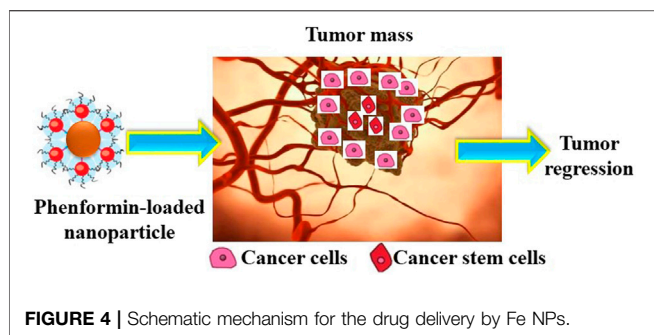 Tumor mass
Phenformin-loaded
nanoparticle
Tumor
regression
Cancer cells
Cancer stem cells
FIGURE 4 | Schematic mechanism for the drug delivery by Fe NPs.